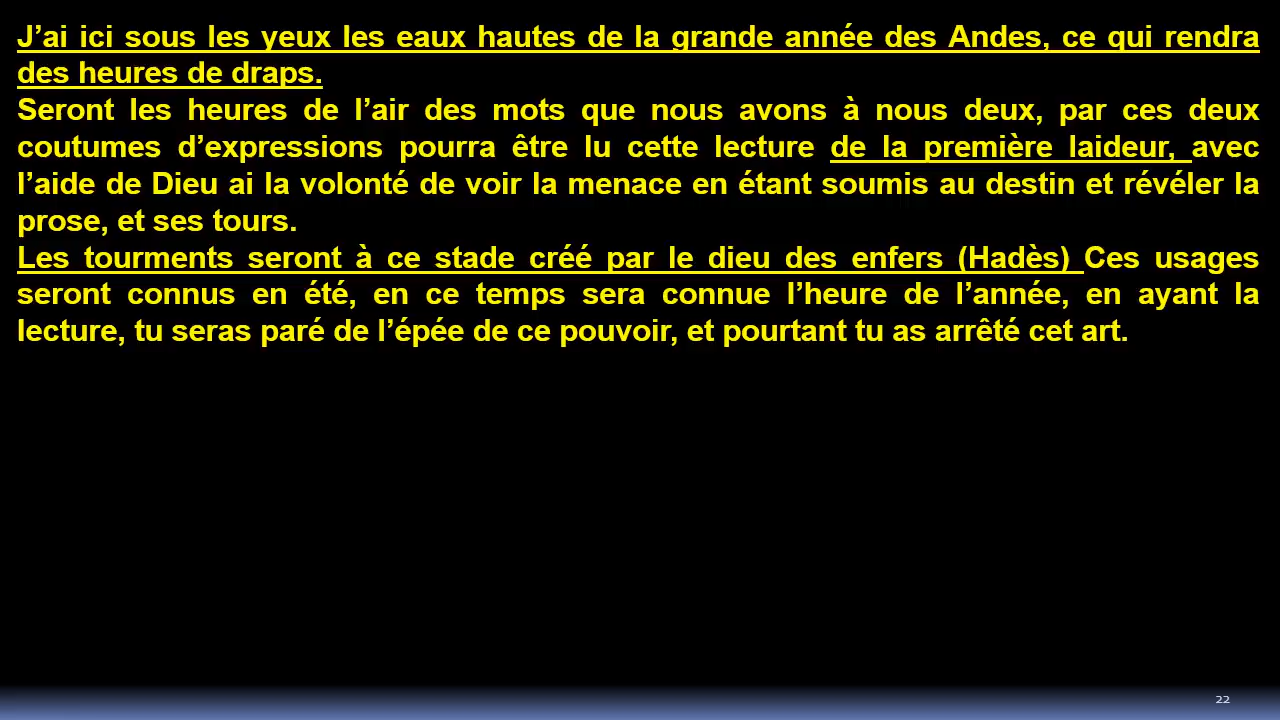 J’ai ici sous les yeux les eaux hautes de la grande année des Andes, ce qui rendra
des heures de draps.
Seront les heures de l’air des mots que nous avons à nous deux, par ces deux
coutumes d’expressions pourra être lu cette lecture de la première laideur, avec
l’aide de Dieu ai la volonté de voir la menace en étant soumis au destin et révéler la
prose, et ses tours.
Les tourments seront à ce stade créé par le dieu des enfers (Hadès) Ces usages
seront connus en été, en ce temps sera connue l’heure de l’année, en ayant la
lecture, tu seras paré de l’épée de ce pouvoir, et pourtant tu as arrêté cet art.
22